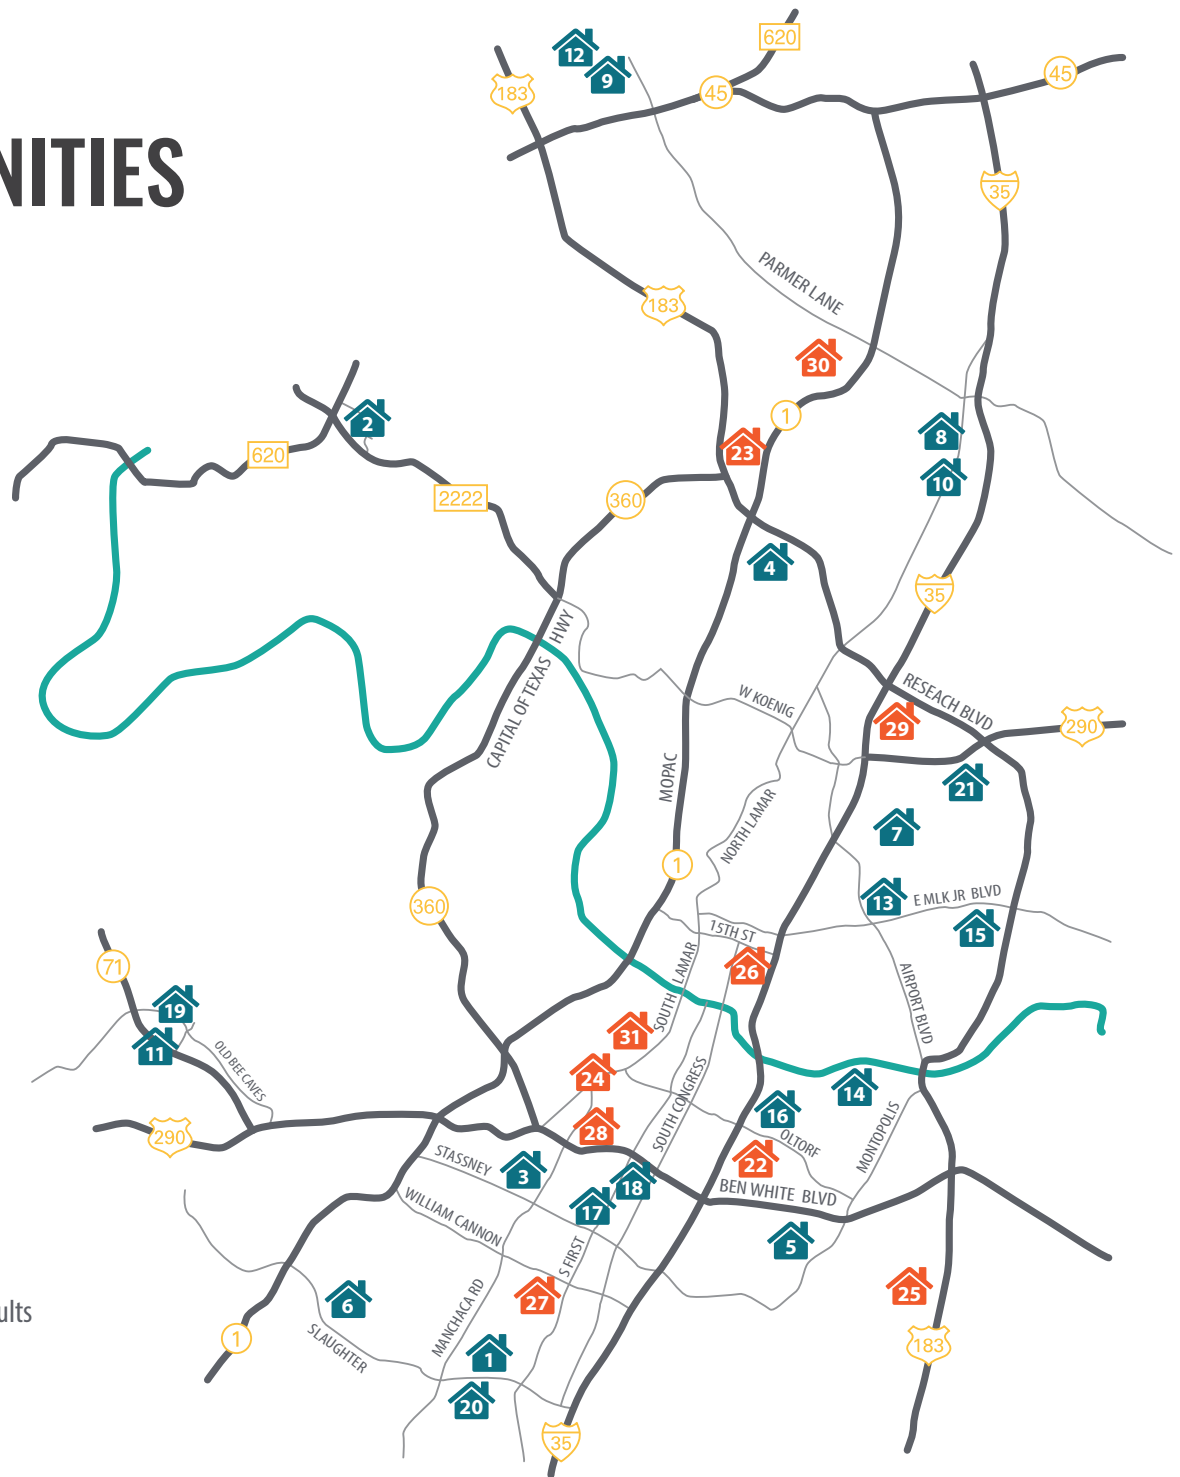 12
9
620
183
45
45
NITIES
35
PARMER LANE
183
30
1
2
8
23
620
10
2222
360
4
35
CAPITAL OF TEXAS HWY
W KOENIG
RESEACH BLVD
29
290
MOPAC
21
NORTH LAMAR
7
1
13
E MLK JR BLVD
360
15
15TH ST
71
26
SOUTH LAMAR
AIRPORT BLVD
19
31
11
OLD BEE CAVES
24
14
16
SOUTH CONGRESS
28
OLTORF
MONTOPOLIS
290
STASSNEY
3
22
18
BEN WHITE BLVD
WILLIAM CANNON
17
5
S FIRST
25
6
27
ults
MANCHACA RD
1
SLAUGHTER
183
1
20
35